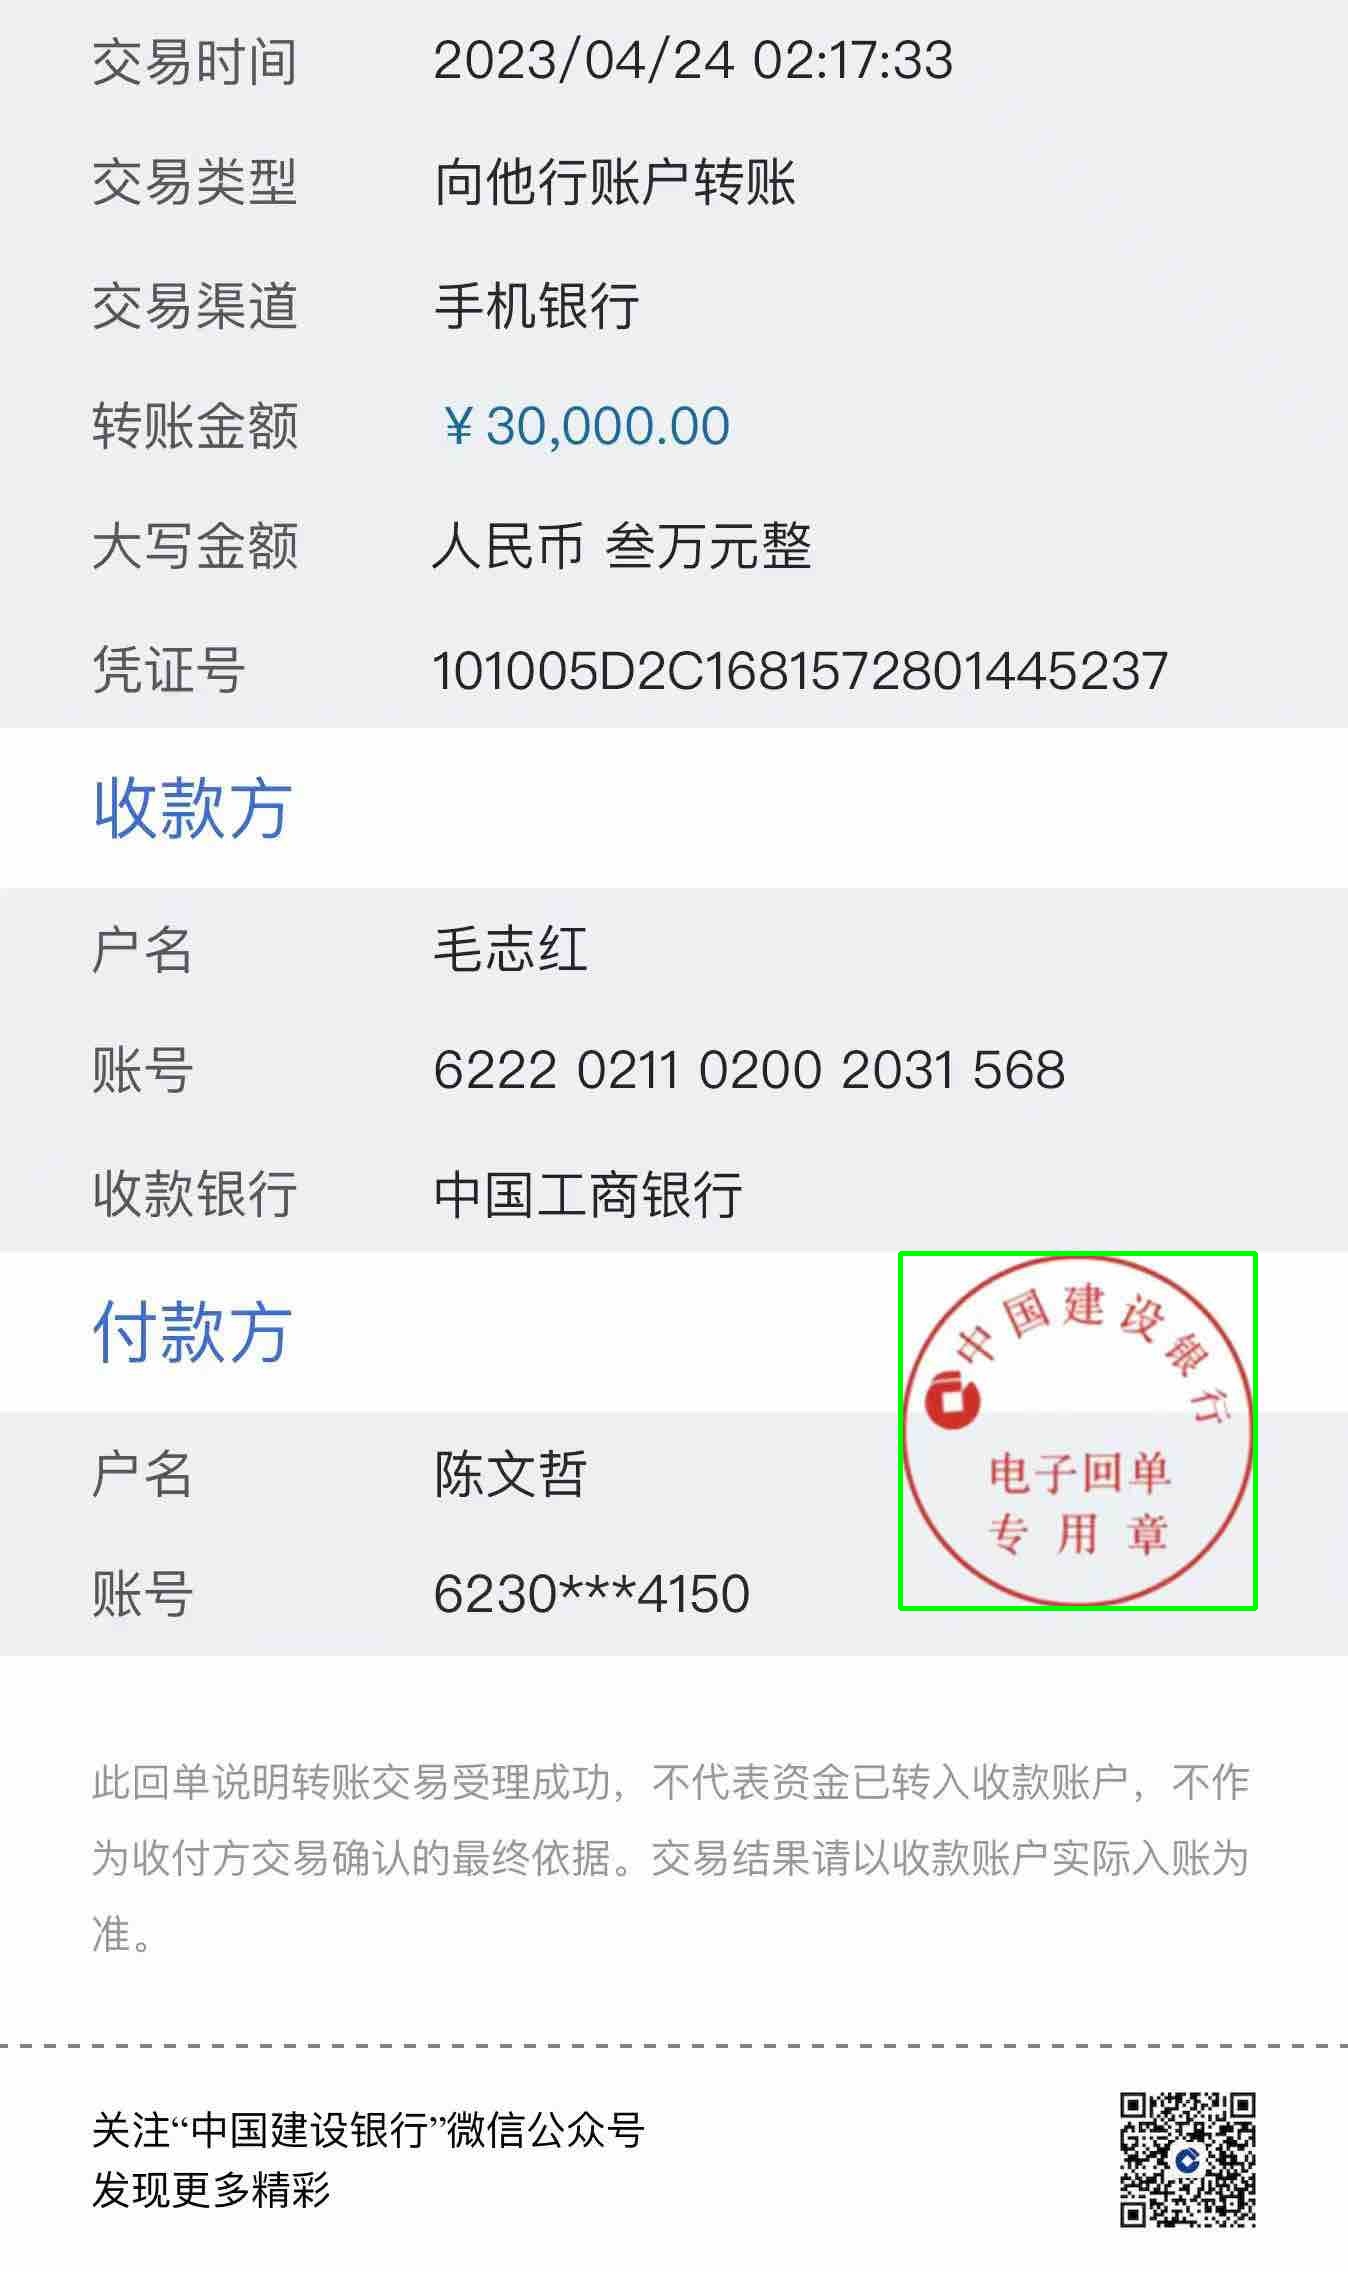 交易时间 2023/04/24 02:17:33
交易类型 向他行账户转账
交易渠道 手机银行
转账金额 ￥30,000.00
大写金额 人民币 叁万元整
凭证号 101005D2C1681572801445237
收款方
户名 毛志红
账号 6222 0211 0200 2031 568
收款银行 中国工商银行
付款方
中国建设银行
户名 陈文哲
电子回单
专用章
账号 6230***4150
此回单说明转账交易受理成功，不代表资金已转入收款账户，不作
为收付方交易确认的最终依据。交易结果请以收款账户实际入账为
准。
关注“中国建设银行”微信公众号
发现更多精彩